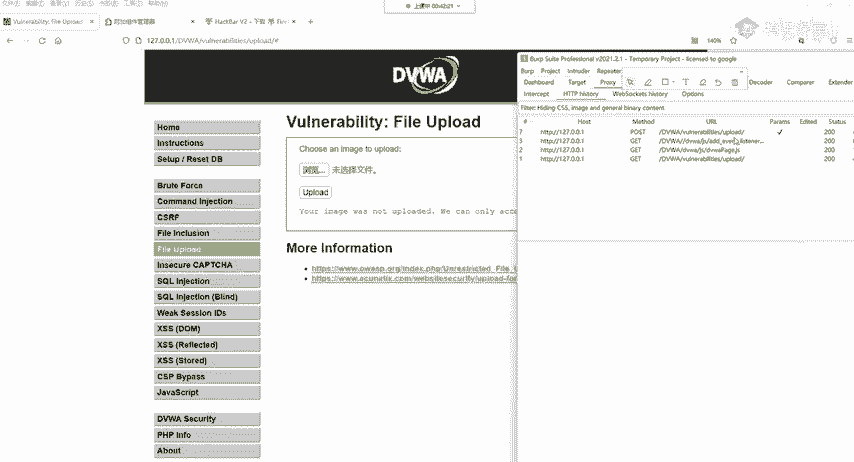 上课中 00:42:21
Vulnerability: File Upload
附加组件管理器
HackBar V2 - 下载
127.0.0.1/DVWA/vulnerabilities/upload/#
140%
DVWA
Home
Instructions
Setup / Reset DB
Brute Force
Command Injection
CSRF
File Inclusion
File Upload
Insecure CAPTCHA
SQL Injection
SQL Injection (Blind)
Weak Session IDs
XSS (DOM)
XSS (Reflected)
XSS (Stored)
CSP Bypass
JavaScript
DVWA Security
PHP Info
About
Vulnerability: File Upload
Choose an image to upload:
浏览... 未选择文件。
Upload
Your image was not uploaded. We can only acce
More Information
https://www.owasp.org/index.php/Unrestricted_File_
https://www.acunetix.com/websitesecurity/upload-for
Burp Suite Professional v2021.2.1 - Temporary Project - licensed to google
Burp Project Intruder Repeater
Dashboard Target Proxy Decoder Comparer Extender
Intercept HTTP history WebSockets history Options
Filter: Hiding CSS, image and general binary content
# Host Method URL Params Edited Status
7 http://127.0.0.1 POST /DVWA/vulnerabilities/upload/ ✓ 200
3 http://127.0.0.1 GET /DVWA//dvwa/js/add_event_listener... 200
2 http://127.0.0.1 GET /DVWA/dvwa/js/dvwaPage.js 200
1 http://127.0.0.1 GET /DVWA/vulnerabilities/upload/ 200